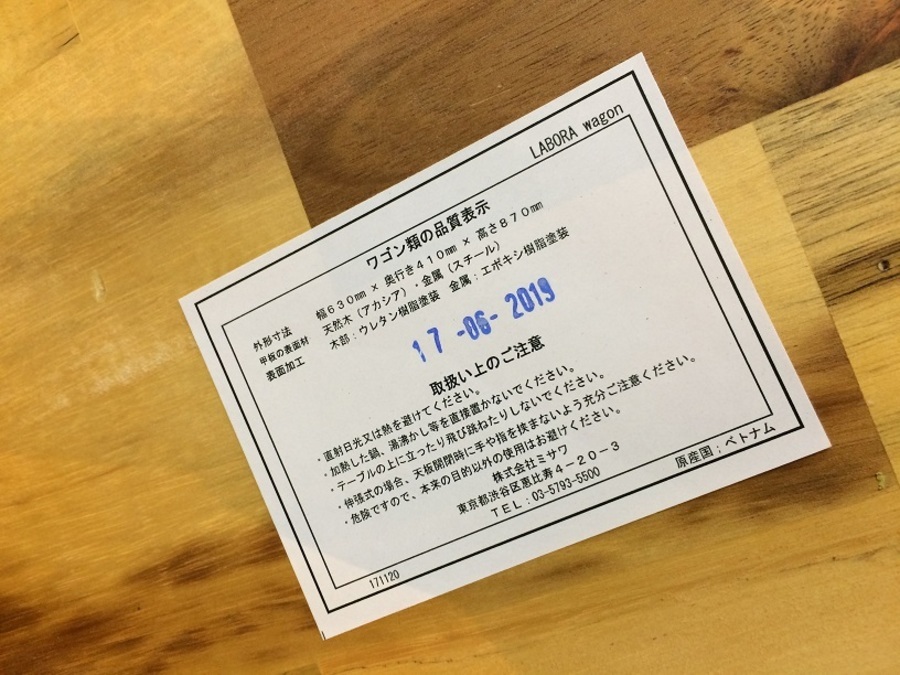 LABORA wagon
ワゴン類の品質表示
外形寸法 幅630mm × 奥行き410mm × 高さ870mm
甲板の表面材 天然木（アカシア）・金属（スチール）
表面加工 木部：ウレタン樹脂塗装 金属：エポキシ樹脂塗装
17-06-2019
取扱い上のご注意
・直射日光又は熱を避けてください。
・加熱した鍋、湯沸かし等を直接置かないでください。
・テーブルの上に立ったり飛び跳ねたりしないでください。
・伸張式の場合、天板開閉時に手や指を挟まないよう充分ご注意ください。
・危険ですので、本来の目的以外の使用はお避けください。
株式会社ミサワ
東京都渋谷区恵比寿4－20－3
TEL：03-5793-5500
原産国：ベトナム
171120